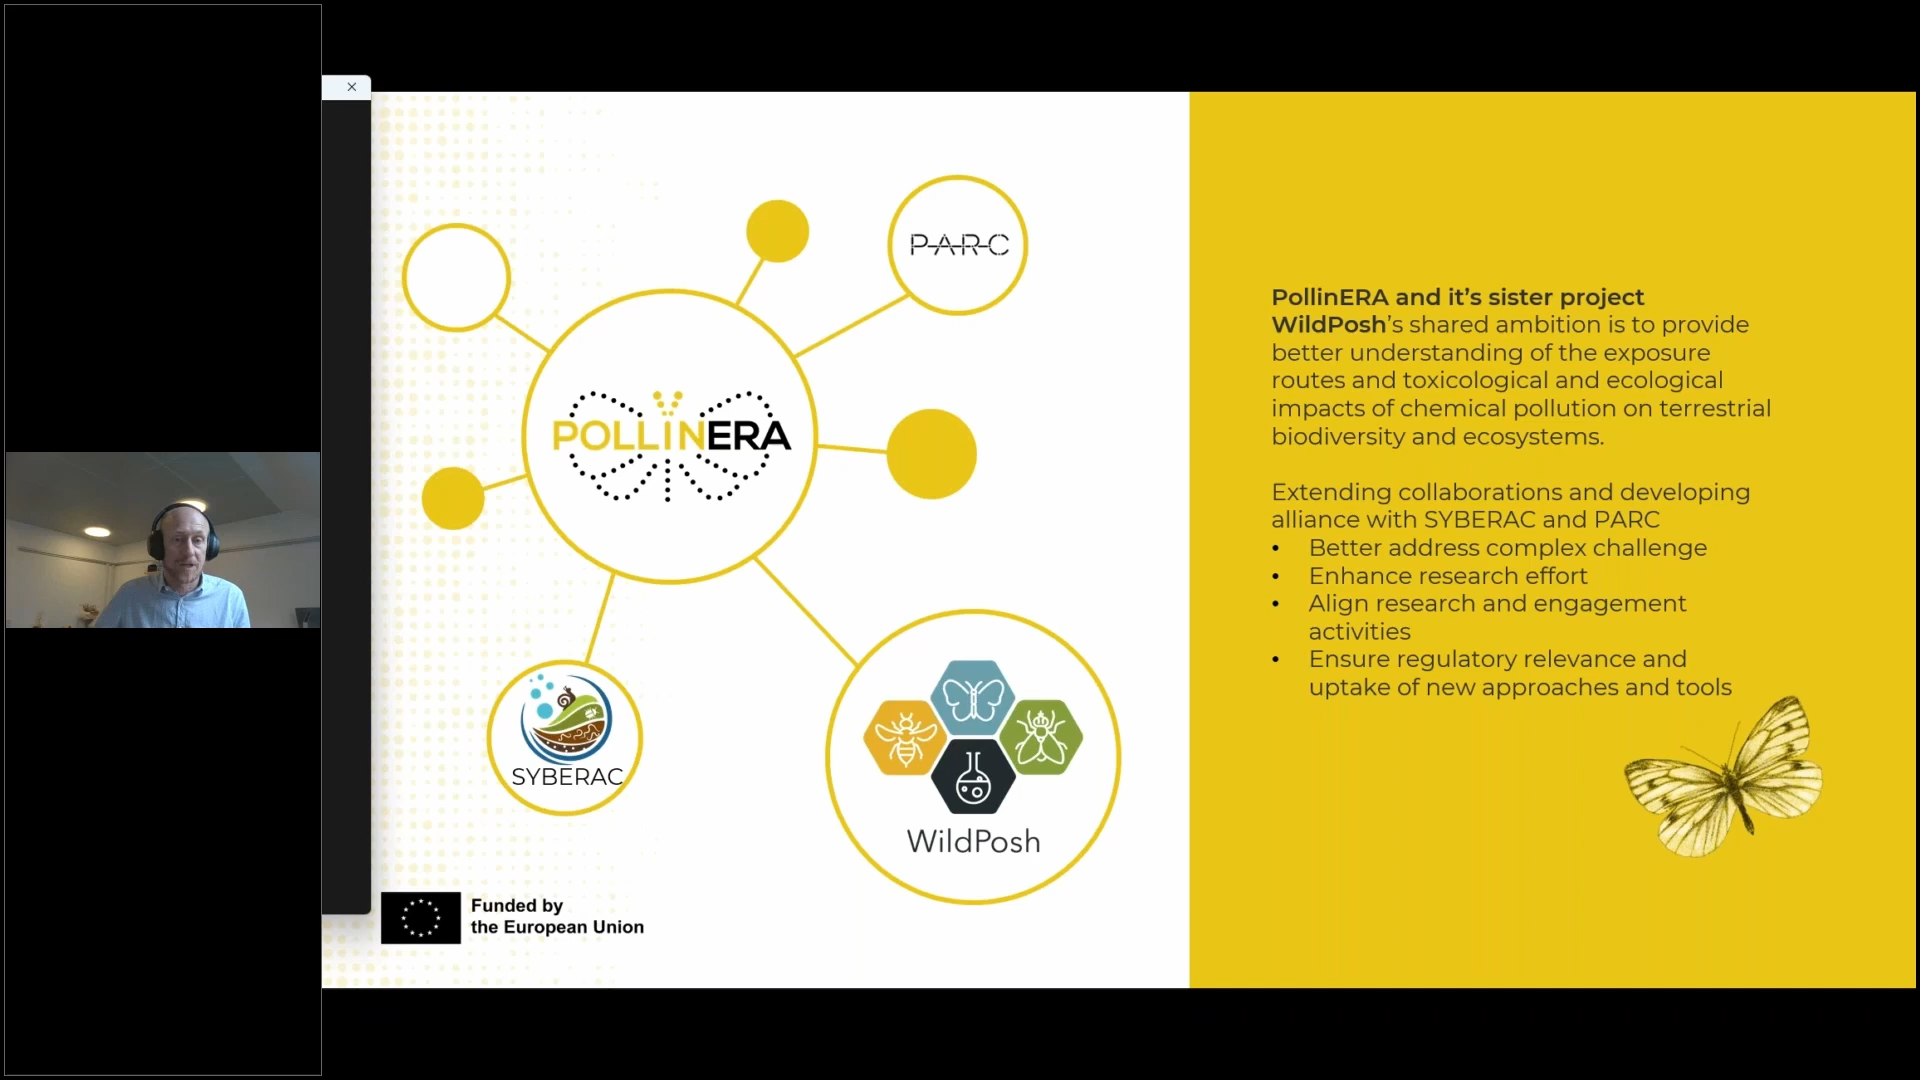 P-A-R-C
POLLINERA
SYBERAC
WildPosh
Funded by
the European Union
PollinERA and it’s sister project
WildPosh’s shared ambition is to provide
better understanding of the exposure
routes and toxicological and ecological
impacts of chemical pollution on terrestrial
biodiversity and ecosystems.
Extending collaborations and developing
alliance with SYBERAC and PARC
• Better address complex challenge
• Enhance research effort
• Align research and engagement
activities
• Ensure regulatory relevance and
uptake of new approaches and tools